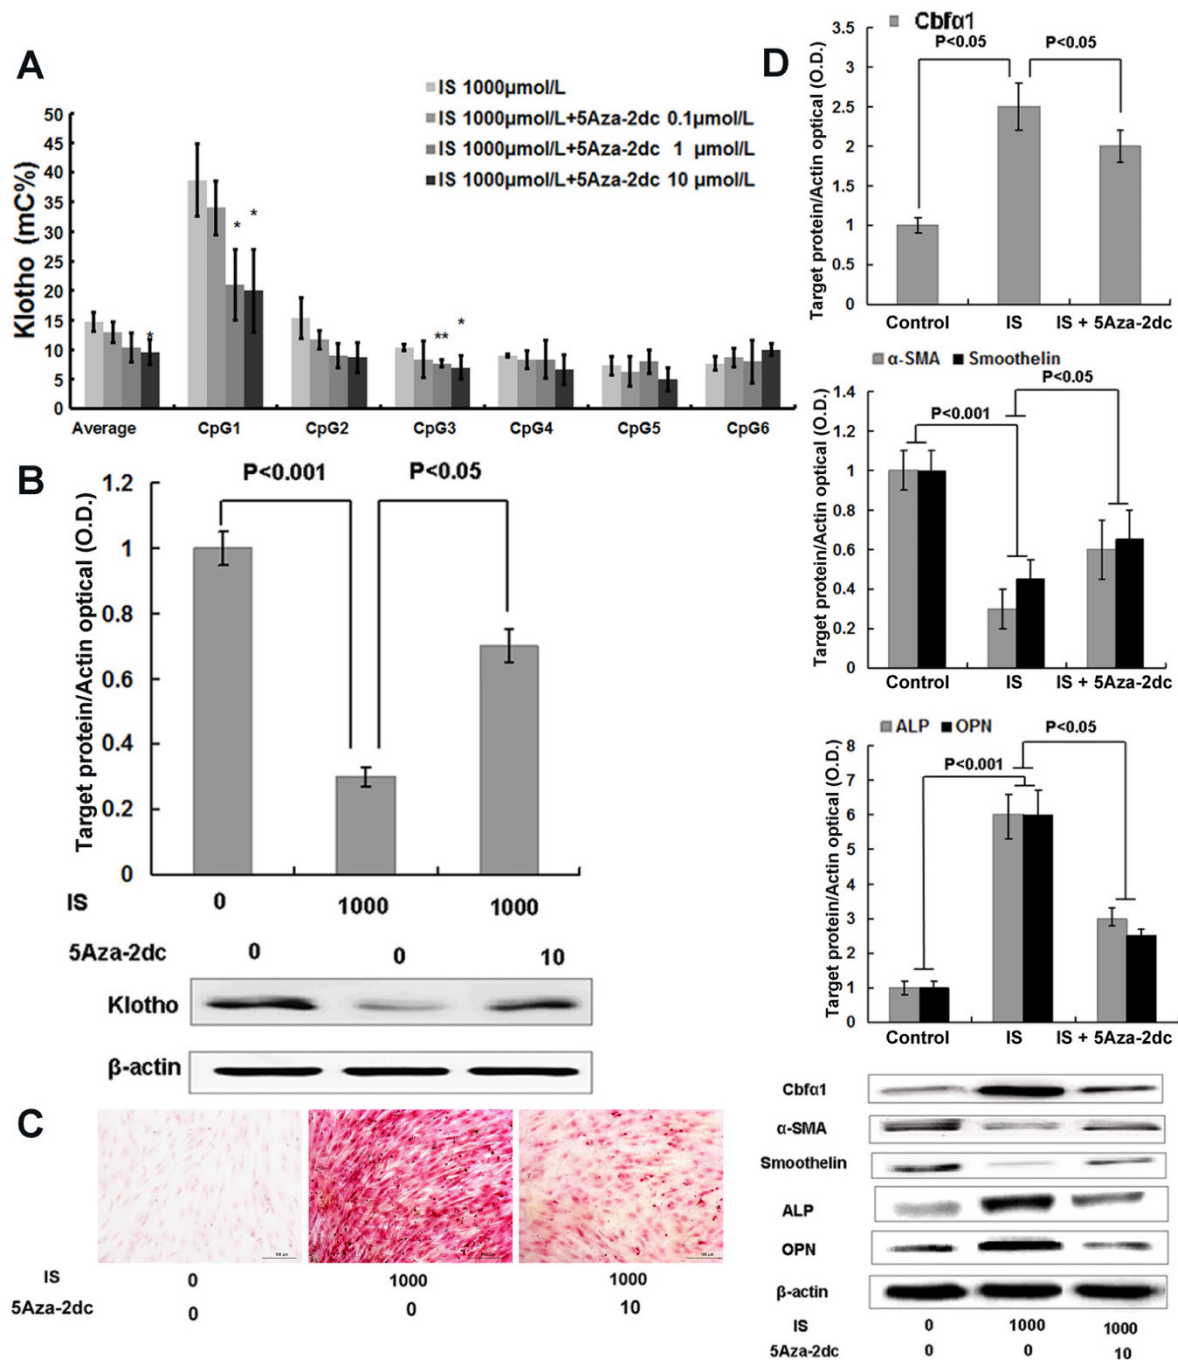 A
IS 1000μmol/L
IS 1000μmol/L+5Aza-2dc 0.1μmol/L
IS 1000μmol/L+5Aza-2dc 1 μmol/L
IS 1000μmol/L+5Aza-2dc 10 μmol/L
Klotho (mC%)
50
45
40
35
30
25
20
15
10
5
0
* * * ** *
Average CpG1 CpG2 CpG3 CpG4 CpG5 CpG6
B
P<0.001 P<0.05
Target protein/Actin optical (O.D.)
1.2
1
0.8
0.6
0.4
0.2
0
IS 0 1000 1000
5Aza-2dc 0 0 10
Klotho
β-actin
C
100 μm
IS 0 1000 1000
5Aza-2dc 0 0 10
D
Cbfα1
P<0.05 P<0.05
Target protein/Actin optical (O.D.)
3.5
3
2.5
2
1.5
1
0.5
0
Control IS IS + 5Aza-2dc
α-SMA Smoothelin
P<0.05
P<0.001
Target protein/Actin optical (O.D.)
1.4
1.2
1
0.8
0.6
0.4
0.2
0
Control IS IS + 5Aza-2dc
ALP OPN
P<0.05
P<0.001
Target protein/Actin optical (O.D.)
8
7
6
5
4
3
2
1
0
Control IS IS + 5Aza-2dc
Cbfα1
α-SMA
Smoothelin
ALP
OPN
β-actin
IS 0 1000 1000
5Aza-2dc 0 0 10